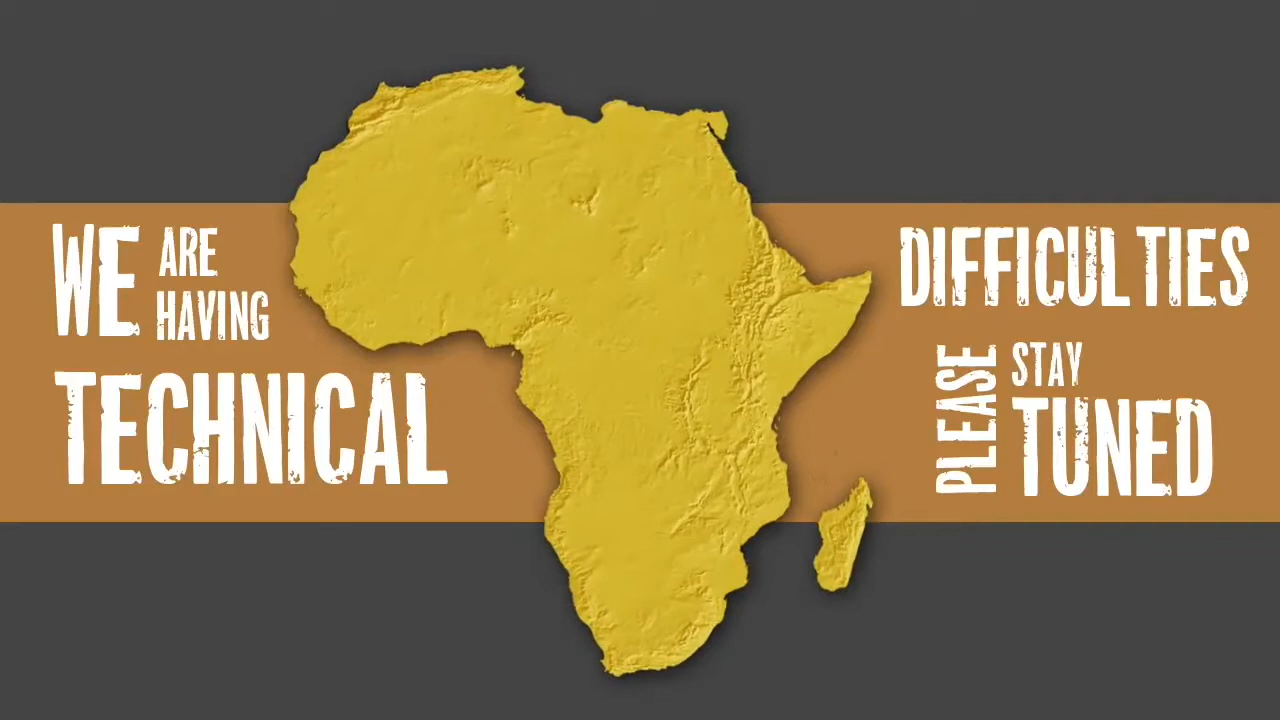 WE ARE
HAVING
TECHNICAL
DIFFICULTIES
PLEASE STAY
TUNED